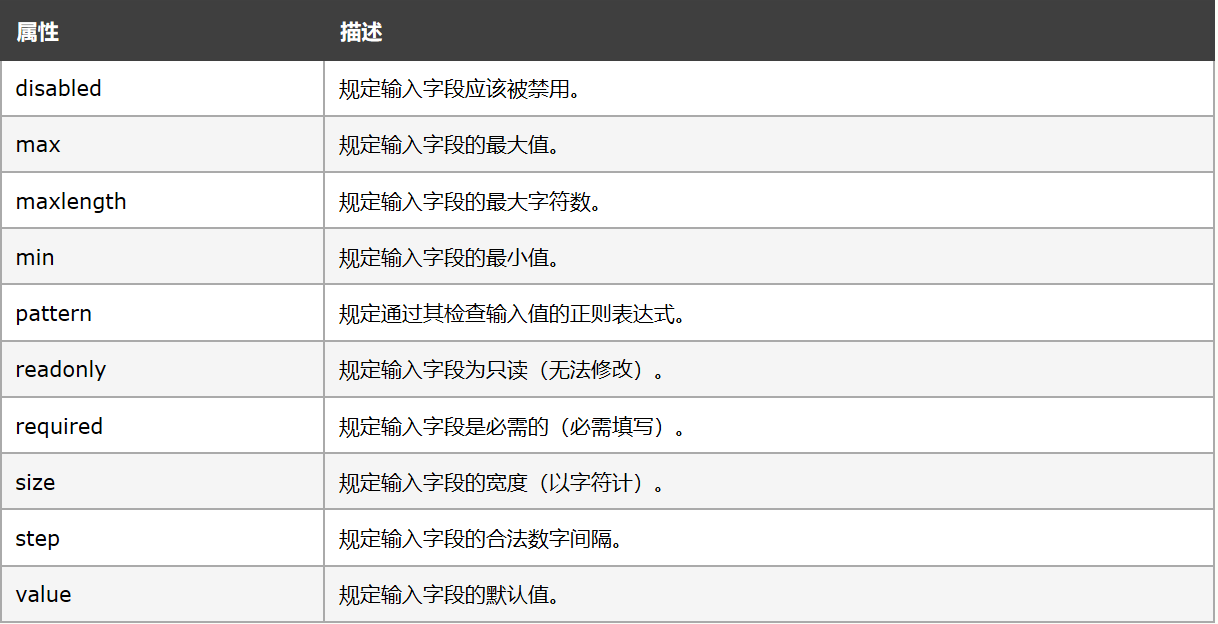 属性 描述
disabled 规定输入字段应该被禁用。
max 规定输入字段的最大值。
maxlength 规定输入字段的最大字符数。
min 规定输入字段的最小值。
pattern 规定通过其检查输入值的正则表达式。
readonly 规定输入字段为只读（无法修改）。
required 规定输入字段是必需的（必需填写）。
size 规定输入字段的宽度（以字符计）。
step 规定输入字段的合法数字间隔。
value 规定输入字段的默认值。